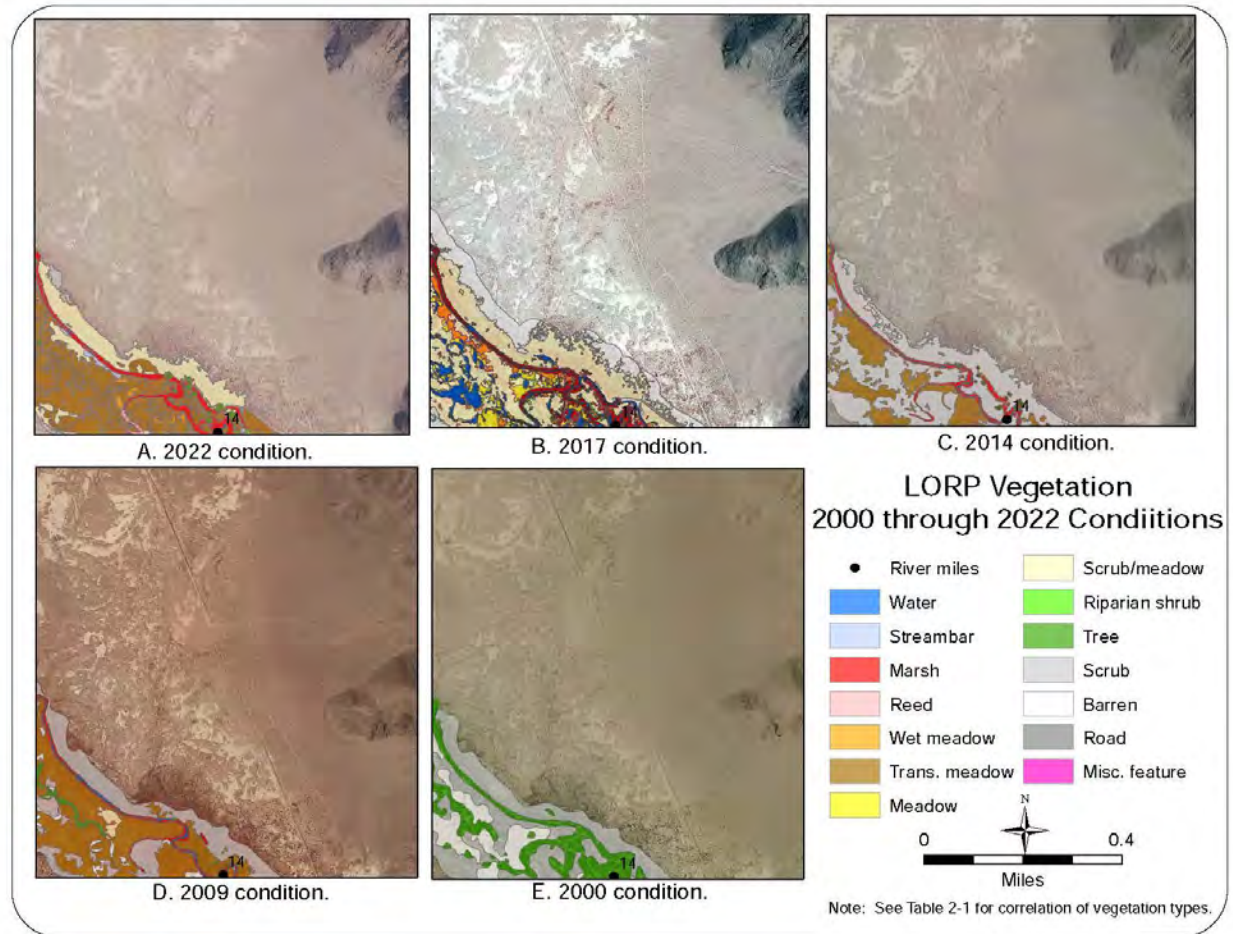 14
A. 2022 condition.
14
B. 2017 condition.
14
C. 2014 condition.
14
D. 2009 condition.
14
E. 2000 condition.
LORP Vegetation
2000 through 2022 Condiitions
River miles
Water
Streambar
Marsh
Reed
Wet meadow
Trans. meadow
Meadow
Scrub/meadow
Riparian shrub
Tree
Scrub
Barren
Road
Misc. feature
N
0 0.4
Miles
Note: See Table 2-1 for correlation of vegetation types.